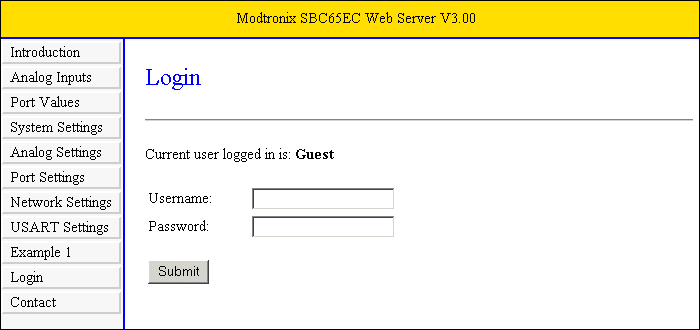 Modtronix SBC65EC Web Server V3.00
Introduction
Analog Inputs
Port Values
System Settings
Analog Settings
Port Settings
Network Settings
USART Settings
Example 1
Login
Contact
Login
Current user logged in is: Guest
Username:
Password:
Submit